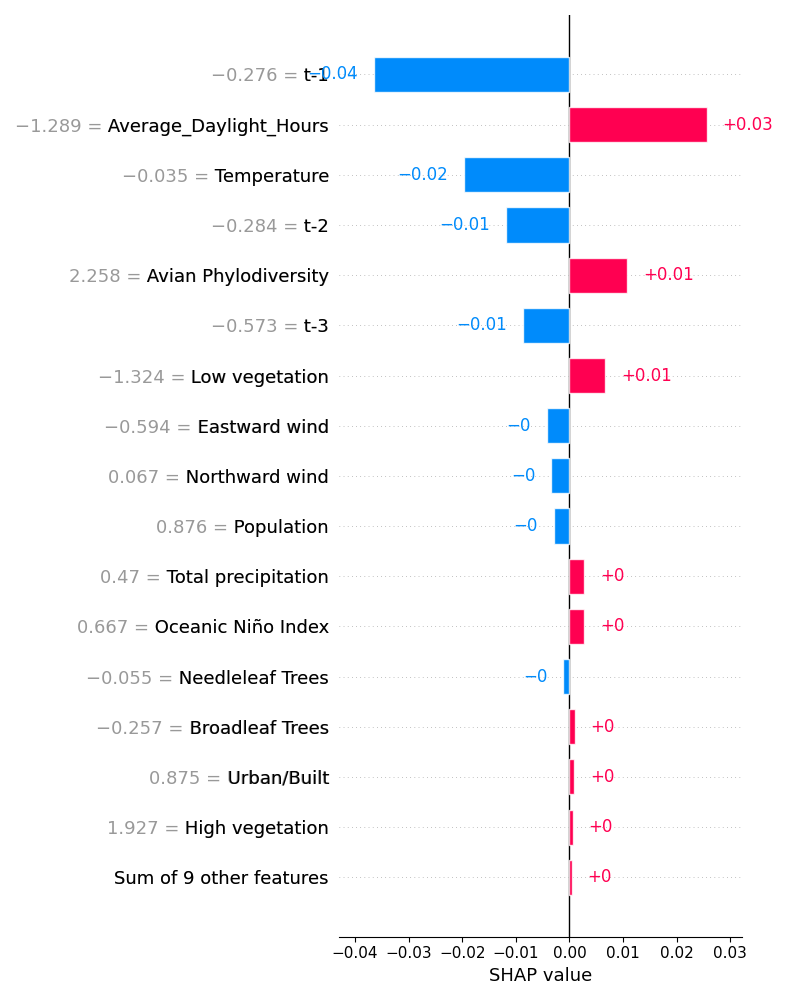 −0.276 = t-1 −0.04
−1.289 = Average_Daylight_Hours +0.03
−0.035 = Temperature −0.02
−0.284 = t-2 −0.01
2.258 = Avian Phylodiversity +0.01
−0.573 = t-3 −0.01
−1.324 = Low vegetation +0.01
−0.594 = Eastward wind −0
0.067 = Northward wind −0
0.876 = Population −0
0.47 = Total precipitation +0
0.667 = Oceanic Niño Index +0
−0.055 = Needleleaf Trees −0
−0.257 = Broadleaf Trees +0
0.875 = Urban/Built +0
1.927 = High vegetation +0
Sum of 9 other features +0
−0.04 −0.03 −0.02 −0.01 0.00 0.01 0.02 0.03
SHAP value